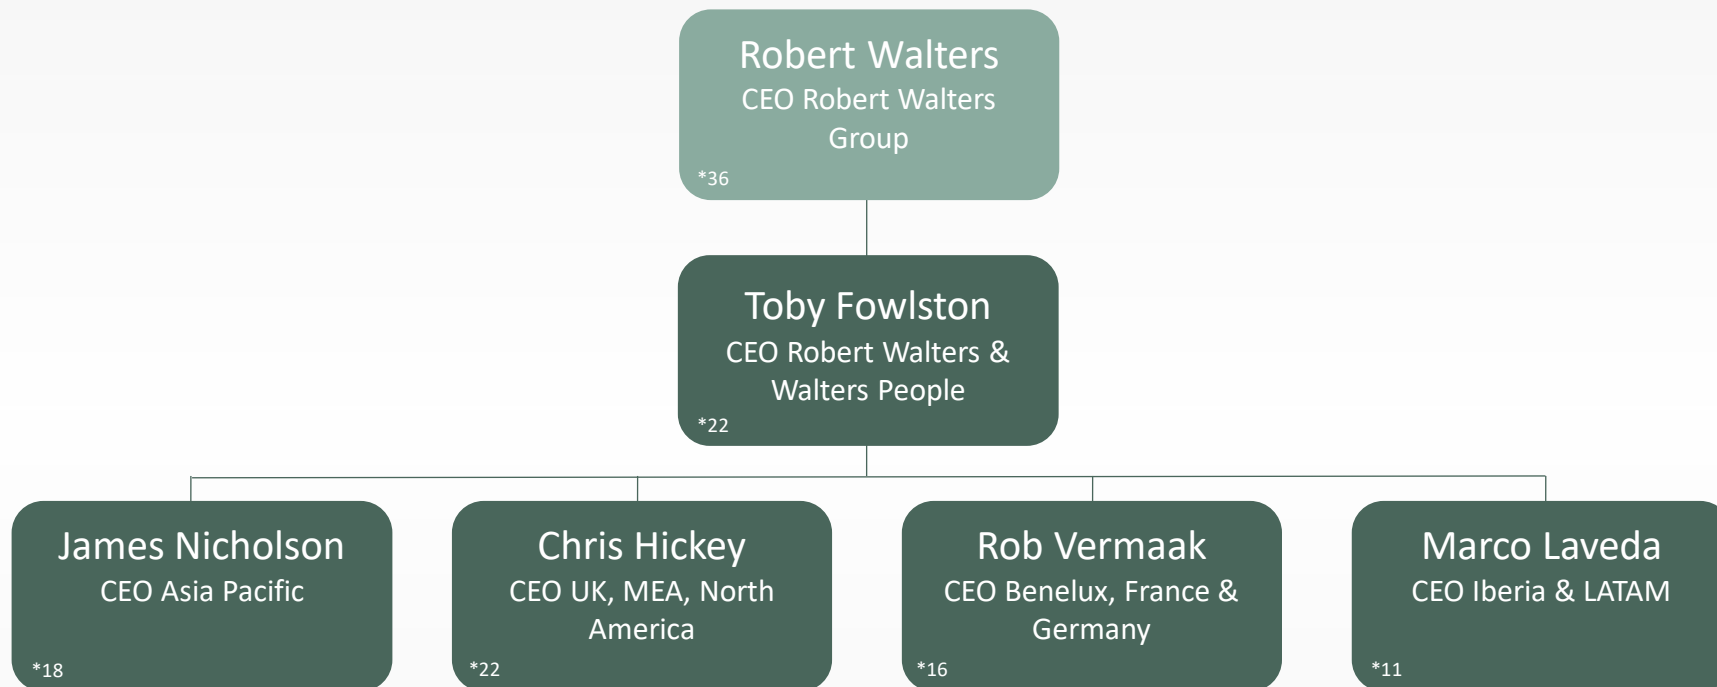 Robert Walters
CEO Robert Walters
Group
*36
Toby Fowlston
CEO Robert Walters &
Walters People
*22
James Nicholson
CEO Asia Pacific
*18
Chris Hickey
CEO UK, MEA, North
America
*22
Rob Vermaak
CEO Benelux, France &
Germany
*16
Marco Laveda
CEO Iberia & LATAM
*11